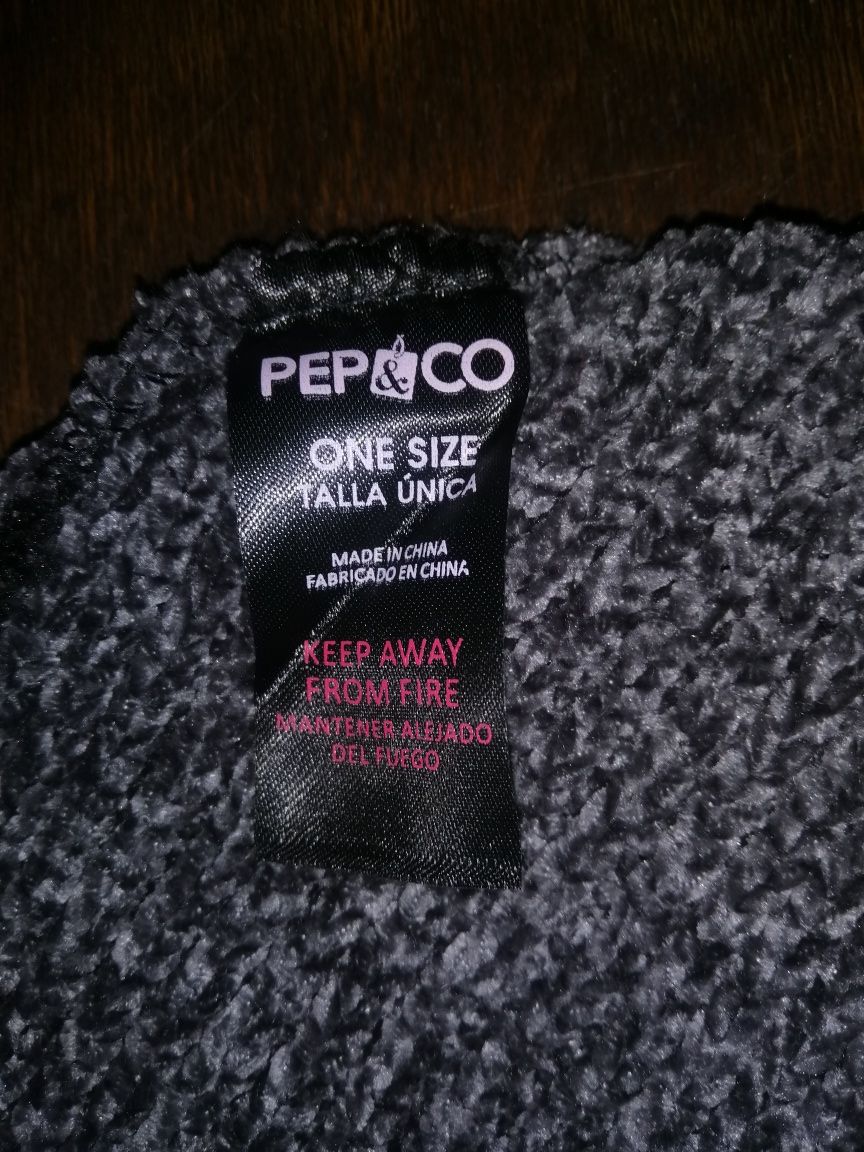 PEP&CO
ONE SIZE
TALLA ÚNICA
MADE IN CHINA
FABRICADO EN CHINA
KEEP AWAY
FROM FIRE
MANTENER ALEJADO
DEL FUEGO